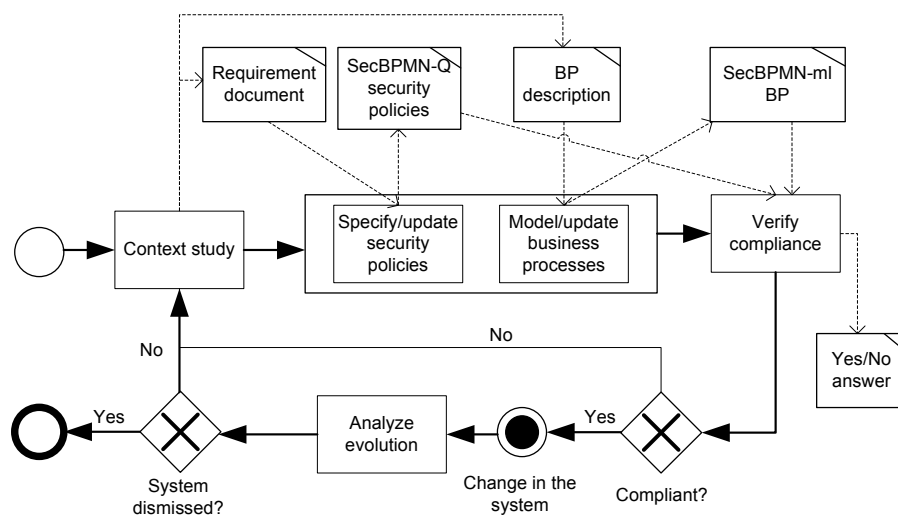 Requirement
document
SecBPMN-Q
security
policies
BP
description
SecBPMN-ml
BP
Context study
Specify/update
security
policies
Model/update
business
processes
Verify
compliance
No
No
Yes/No
answer
Yes
Analyze
evolution
Yes
System
dismissed?
Change in the
system
Compliant?